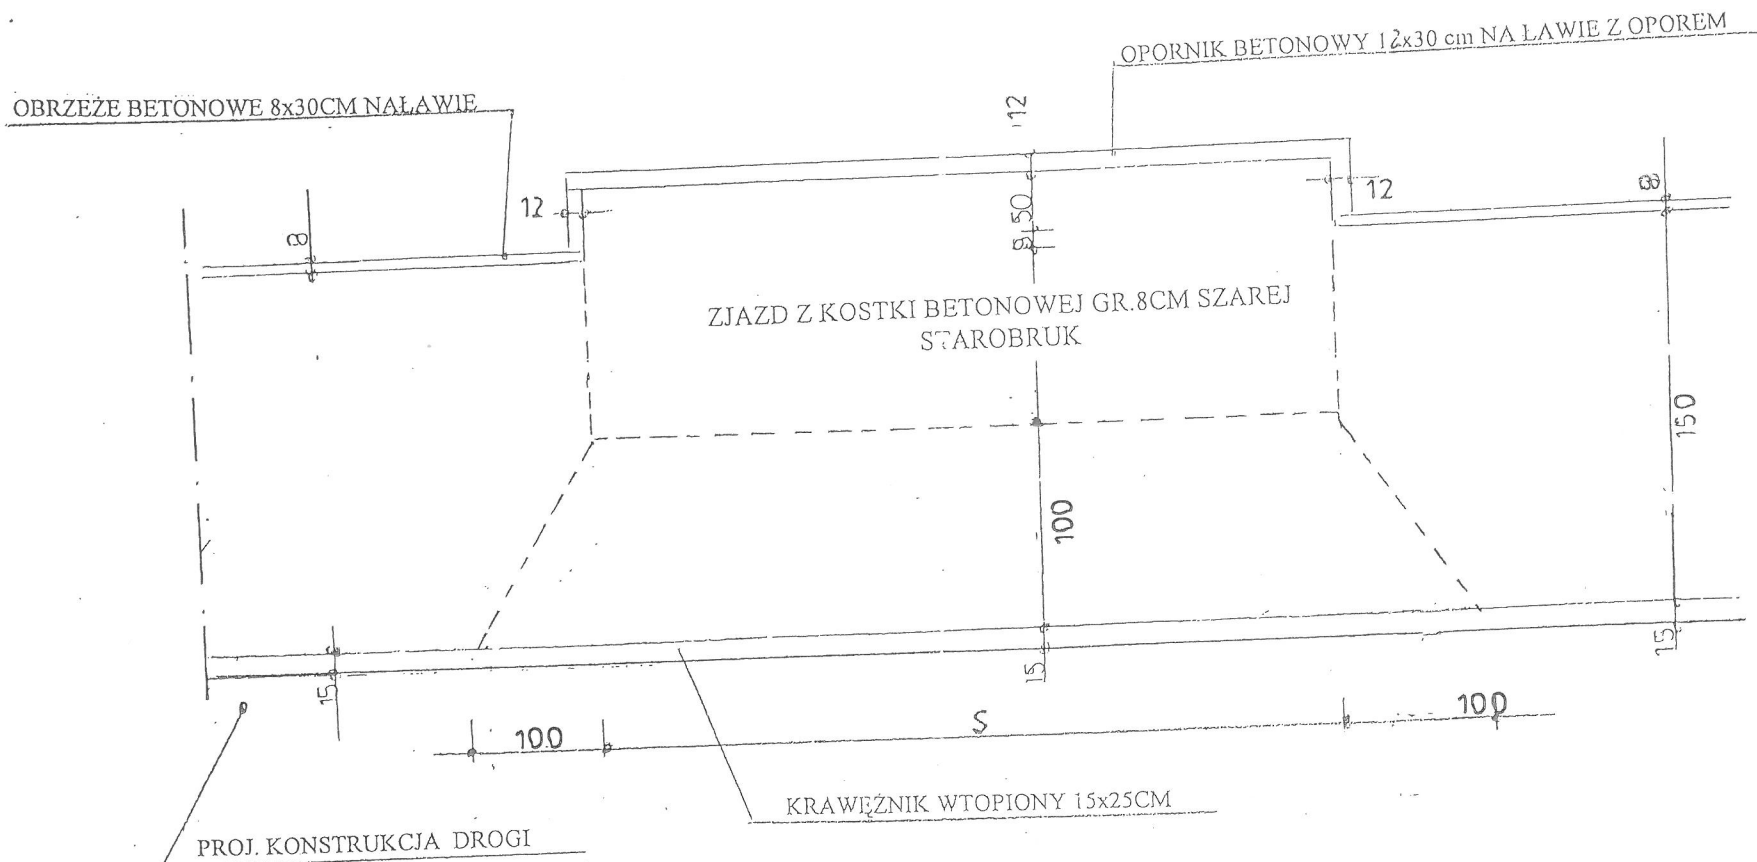 OPORNIK BETONOWY 12x30 cm NA ŁAWIE Z OPOREM
OBRZEŻE BETONOWE 8x30CM NAŁAWIE
12
12
12
8
8
50
8
ZJAZD Z KOSTKI BETONOWEJ GR.8CM SZAREJ
STAROBRUK
150
100
15
15
15
100
S
100
KRAWĘŻNIK WTOPIONY 15x25CM
PROJ. KONSTRUKCJA DROGI